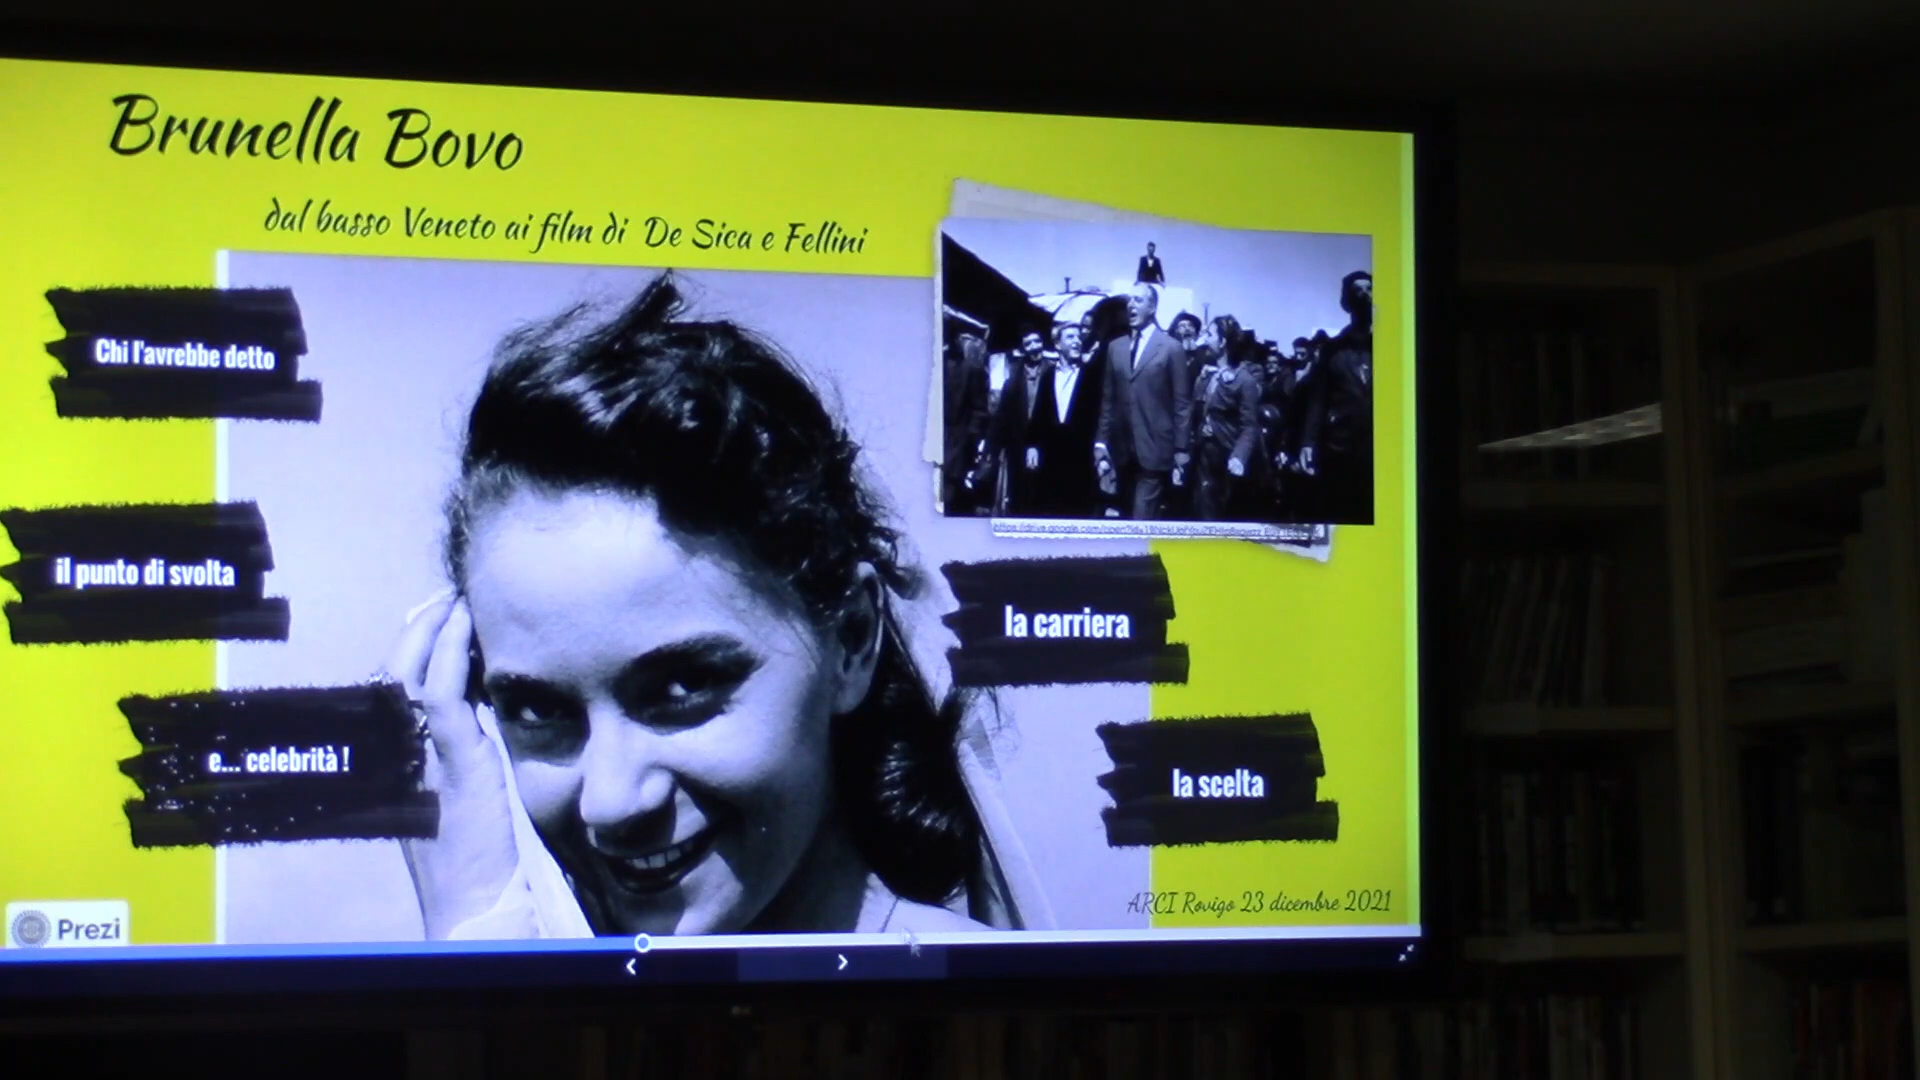 Brunella Bovo
dal basso Veneto ai film di De Sica e Fellini
Chi l'avrebbe detto
il punto di svolta
e... celebrità !
la carriera
la scelta
ARCI Rovigo 23 dicembre 2021
Prezi